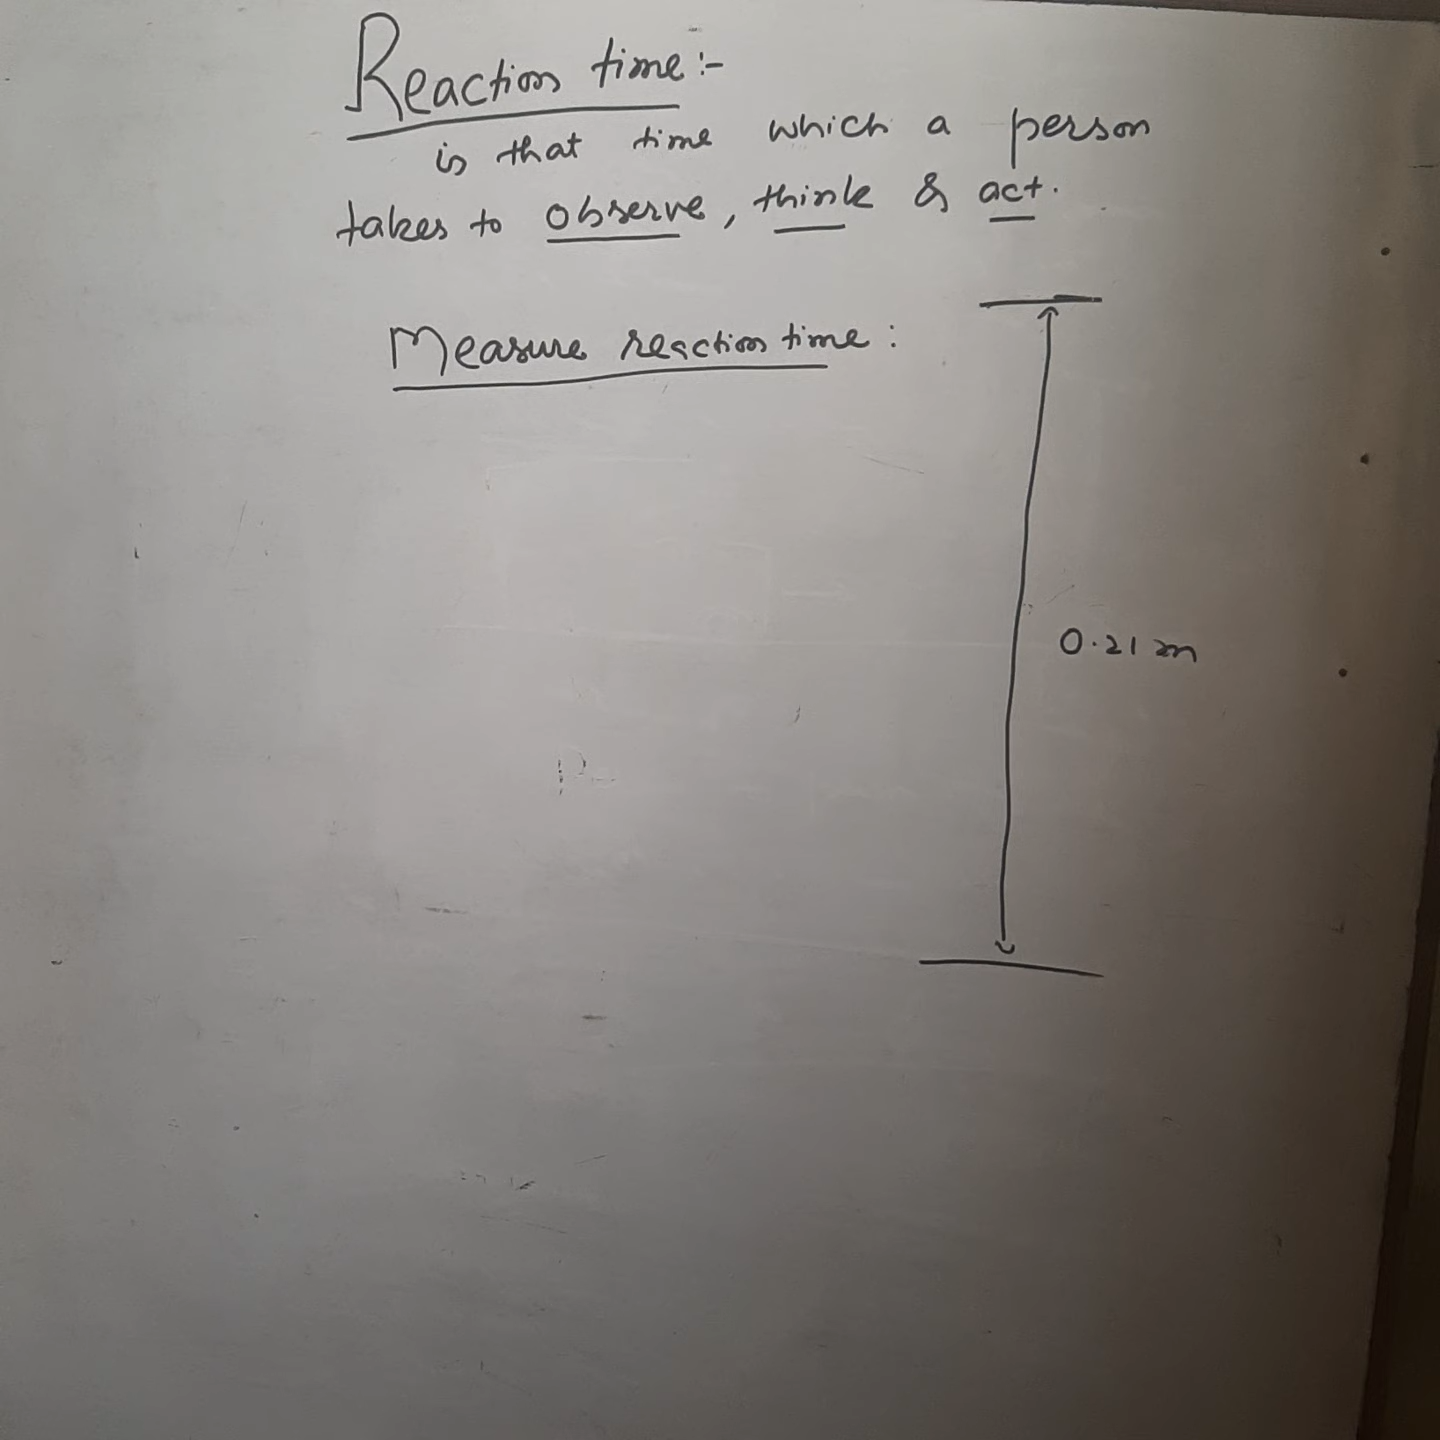 Reaction time :-
is that time which a person
takes to observe, think & act.
Measure reaction time :
0.21 m